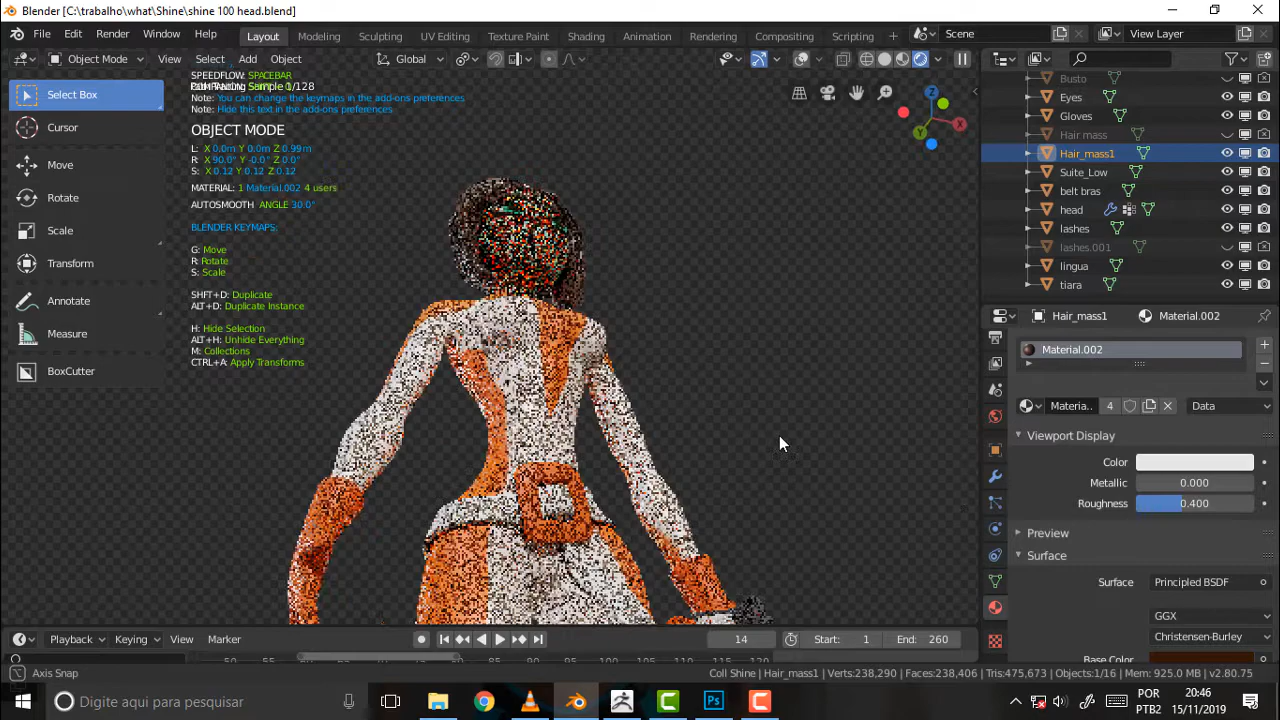 Blender [C:\trabalho\what\Shine\shine 100 head.blend]
File Edit Render Window Help Layout Modeling Sculpting UV Editing Texture Paint Shading Animation Rendering Compositing Scripting Scene View Layer
Object Mode View Select Add Object Global
SPEEDFLOW: SPACEBAR
Note: You can change the keymaps in the add-ons preferences
Note: Hide this text in the add-ons preferences
OBJECT MODE
L: X 0.0m Y 0.0m Z 0.99m
R: X 90.0° Y -0.0° Z 0.0°
S: X 0.12 Y 0.12 Z 0.12
MATERIAL: 1 Material.002 4 users
AUTOSMOOTH ANGLE 30.0°
BLENDER KEYMAPS:
G: Move
R: Rotate
S: Scale
SHFT+D: Duplicate
ALT+D: Duplicate Instance
H: Hide Selection
ALT+H: Unhide Everything
M: Collections
CTRL+A: Apply Transforms
Select Box
Cursor
Move
Rotate
Scale
Transform
Annotate
Measure
BoxCutter
Z
X
Y
Busto
Eyes
Gloves
Hair mass
Hair_mass1
Suite_Low
belt bras
head
lashes
lashes.001
lingua
tiara
Hair_mass1 Material.002
Material.002
Materia.. 4 Data
Viewport Display
Color
Metallic 0.000
Roughness 0.400
Preview
Surface
Surface Principled BSDF
GGX
Christensen-Burley
Base Color
Playback Keying View Marker 14 Start: 1 End: 260
50 55 85 90 95 100 110 115 120
Axis Snap Coll Shine | Hair_mass1 | Verts:238,290 | Faces:238,406 | Tris:475,673 | Objects:1/16 | Mem: 925.0 MB | v2.80.75
Digite aqui para pesquisar Ps POR 20:46
PTB2 15/11/2019